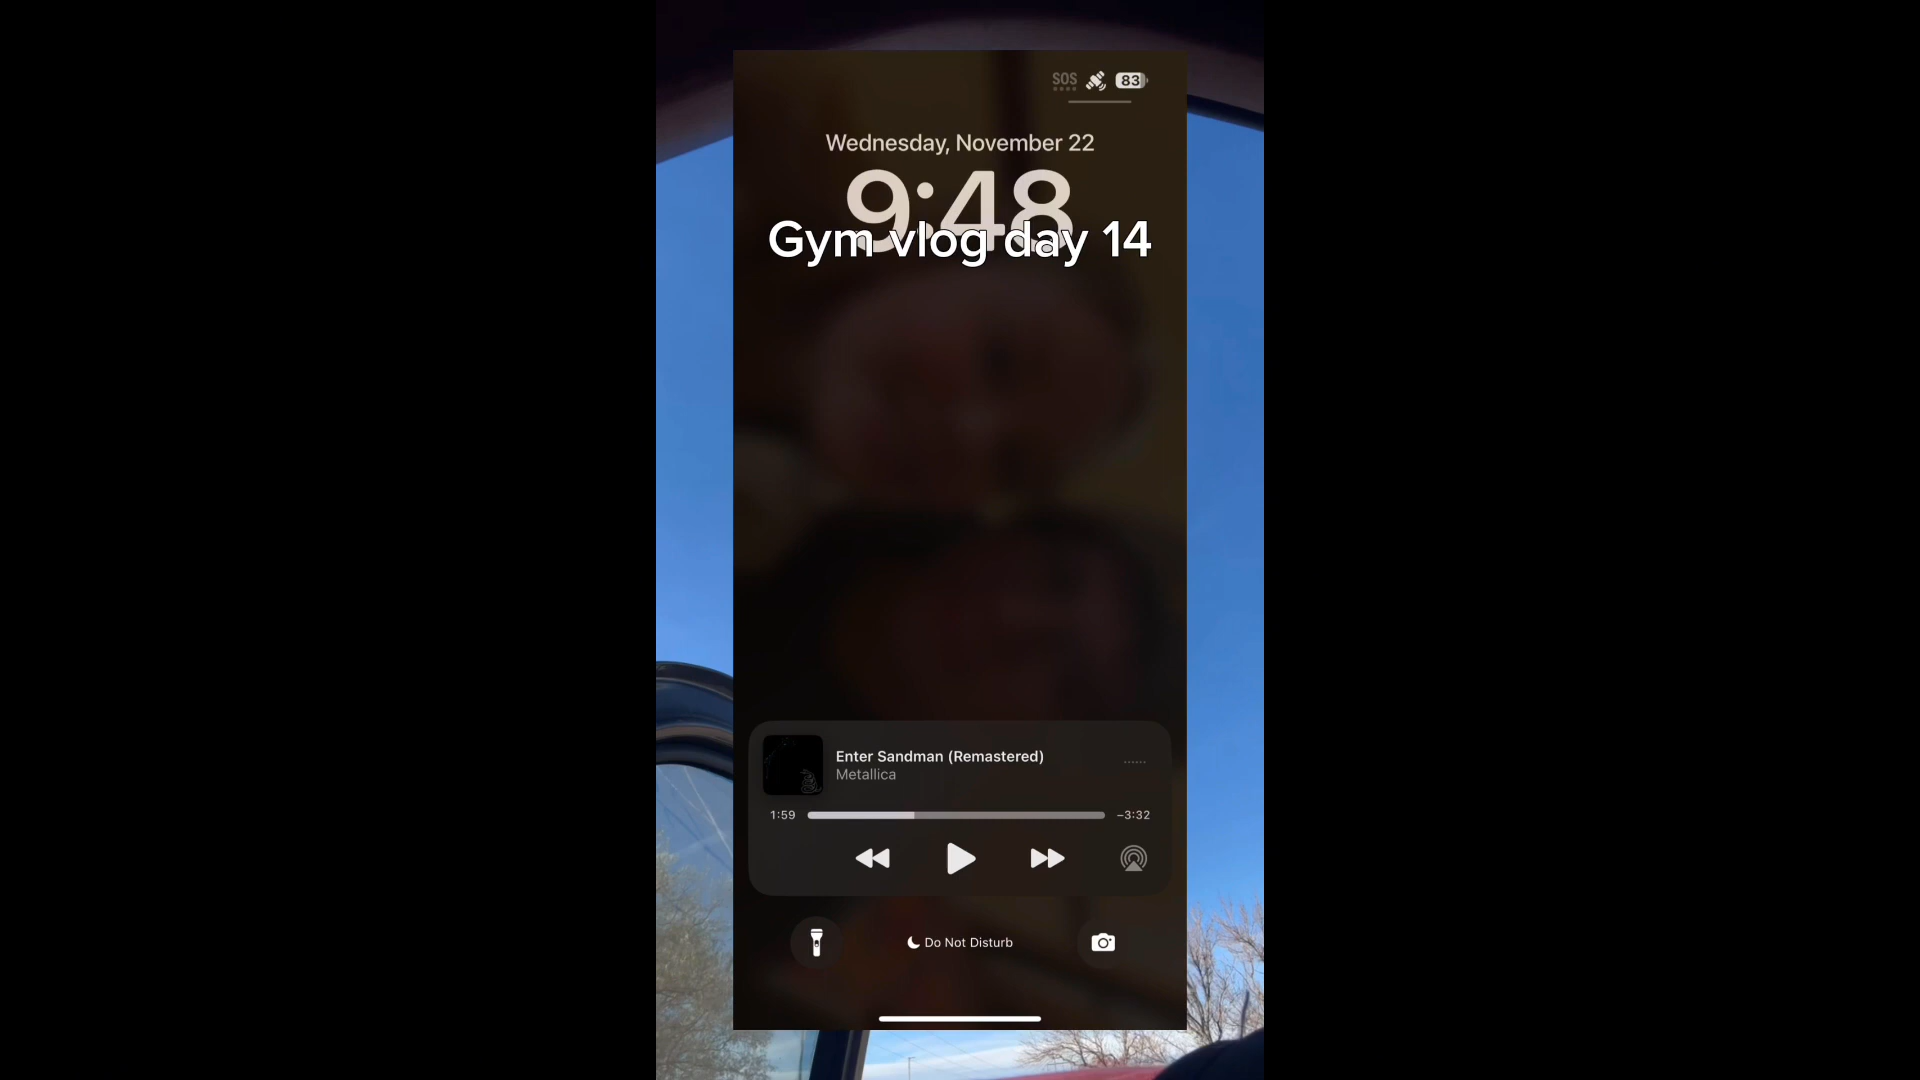 SOS 83
Wednesday, November 22
9:48
Gym vlog day 14
Enter Sandman (Remastered)
Metallica
1:59 −3:32
Do Not Disturb